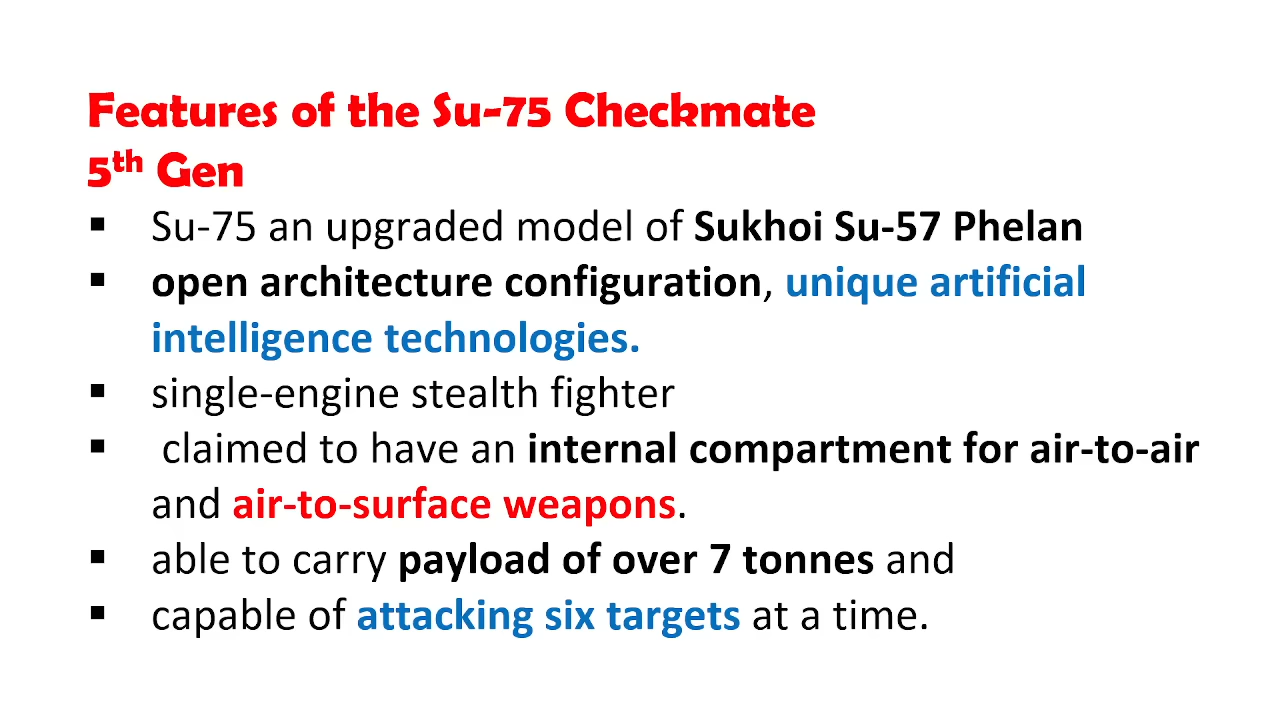 Features of the Su-75 Checkmate
5th Gen
▪ Su-75 an upgraded model of Sukhoi Su-57 Phelan
▪ open architecture configuration, unique artificial
intelligence technologies.
▪ single-engine stealth fighter
▪ claimed to have an internal compartment for air-to-air
and air-to-surface weapons.
▪ able to carry payload of over 7 tonnes and
▪ capable of attacking six targets at a time.